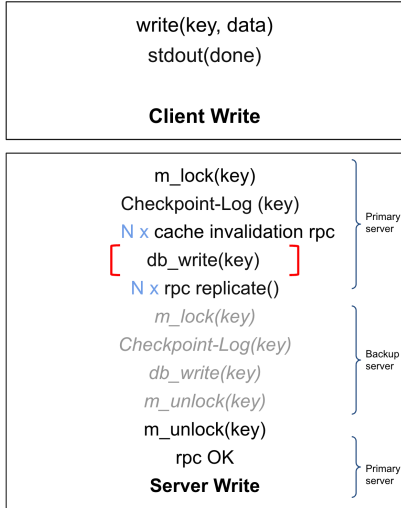 write(key, data)
stdout(done)
Client Write
m_lock(key)
Checkpoint-Log (key)
N x cache invalidation rpc
db_write(key)
N x rpc replicate()
Primary
server
m_lock(key)
Checkpoint-Log(key)
db_write(key)
m_unlock(key)
Backup
server
m_unlock(key)
rpc OK
Server Write
Primary
server